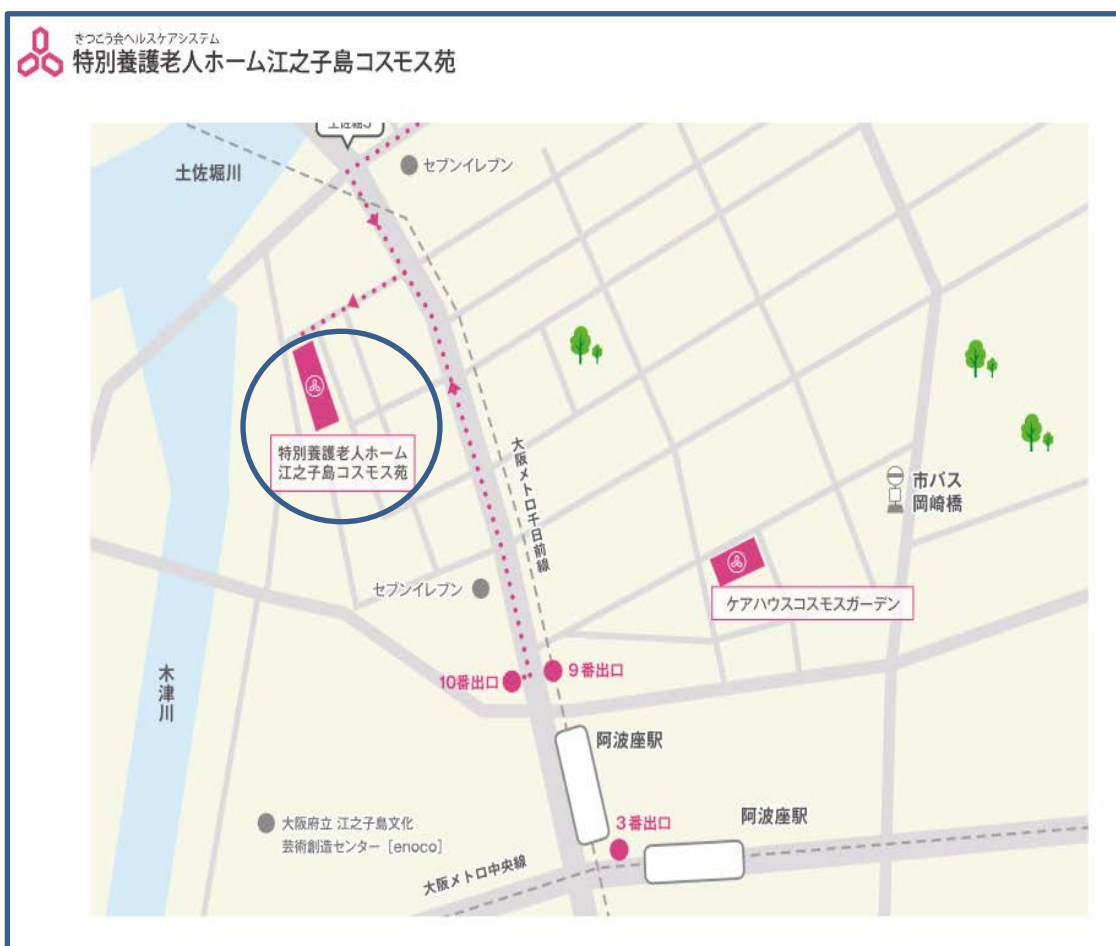 きつこう会ヘルスケアシステム
特別養護老人ホーム江之子島コスモス苑
土佐堀3
土佐堀川
セブンイレブン
特別養護老人ホーム
江之子島コスモス苑
大阪メトロ千日前線
市バス
岡崎橋
セブンイレブン
ケアハウスコスモスガーデン
木津川
10番出口
9番出口
阿波座駅
3番出口
阿波座駅
大阪府立 江之子島文化
芸術創造センター [enoco]
大阪メトロ中央線